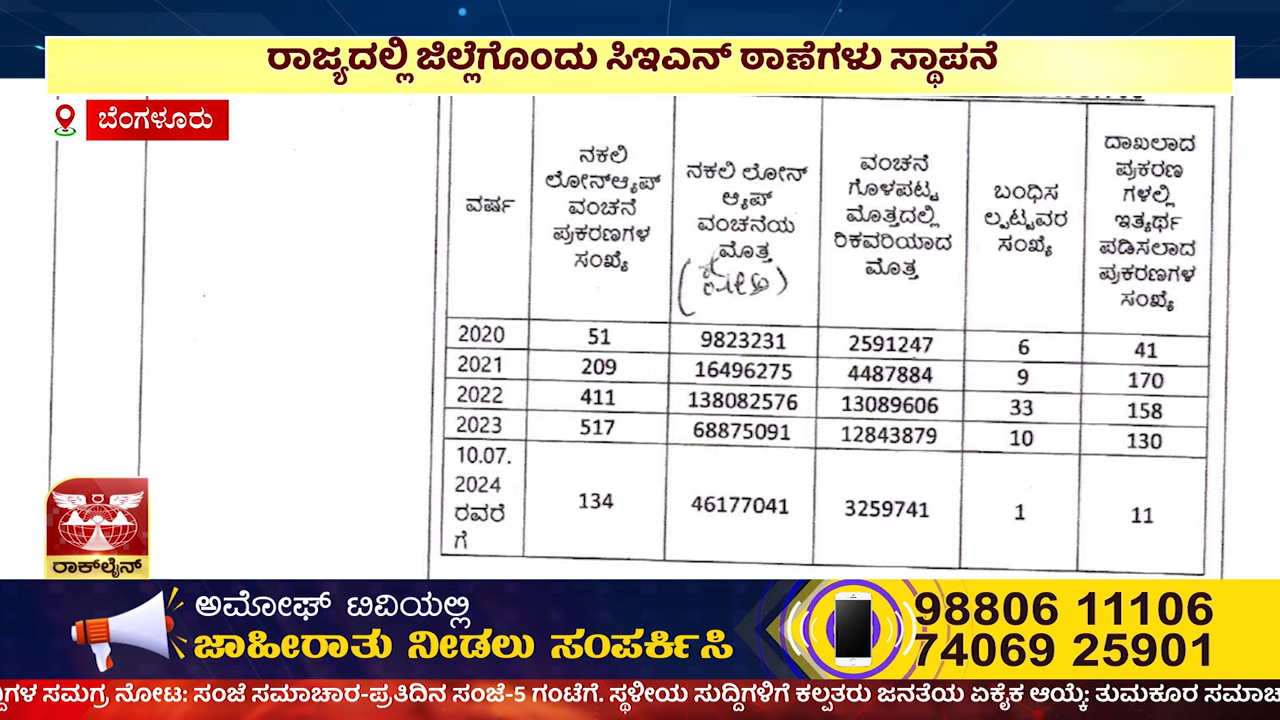 ರಾಜ್ಯದಲ್ಲಿ ಜಿಲ್ಲೆಗೊಂದು ಸಿಇಎನ್ ಠಾಣೆಗಳು ಸ್ಥಾಪನೆ
ಬೆಂಗಳೂರು
ವರ್ಷ
ನಕಲಿ
ಲೋನ್‌ಆ್ಯಪ್
ವಂಚನೆ
ಪ್ರಕರಣಗಳ
ಸಂಖ್ಯೆ
ನಕಲಿ ಲೋನ್
ಆ್ಯಪ್
ವಂಚನೆಯ
ಮೊತ್ತ
ವಂಚನೆ
ಗೊಳಪಟ್ಟ
ಮೊತ್ತದಲ್ಲಿ
ರಿಕವರಿಯಾದ
ಮೊತ್ತ
ಬಂಧಿಸ
ಲ್ಪಟ್ಟವರ
ಸಂಖ್ಯೆ
ದಾಖಲಾದ
ಪ್ರಕರಣ
ಗಳಲ್ಲಿ
ಇತ್ಯರ್ಥ
ಪಡಿಸಲಾದ
ಪ್ರಕರಣಗಳ
ಸಂಖ್ಯೆ
2020 51 9823231 2591247 6 41
2021 209 16496275 4487884 9 170
2022 411 138082576 13089606 33 158
2023 517 68875091 12843879 10 130
10.07.
2024
ರವರೆ
ಗೆ
134 46177041 3259741 1 11
ರಾಕ್‌ಲೈನ್
ಅಮೋಘ್ ಟಿವಿಯಲ್ಲಿ
ಜಾಹೀರಾತು ನೀಡಲು ಸಂಪರ್ಕಿಸಿ
98806 11106
74069 25901
ಸಮಗ್ರ ನೋಟ: ಸಂಜೆ ಸಮಾಚಾರ-ಪ್ರತಿದಿನ ಸಂಜೆ-5 ಗಂಟೆಗೆ. ಸ್ಥಳೀಯ ಸುದ್ದಿಗಳಿಗೆ ಕಲ್ಪತರು ಜನತೆಯ ಏಕೈಕ ಆಯ್ಕೆ: ತುಮಕೂರ